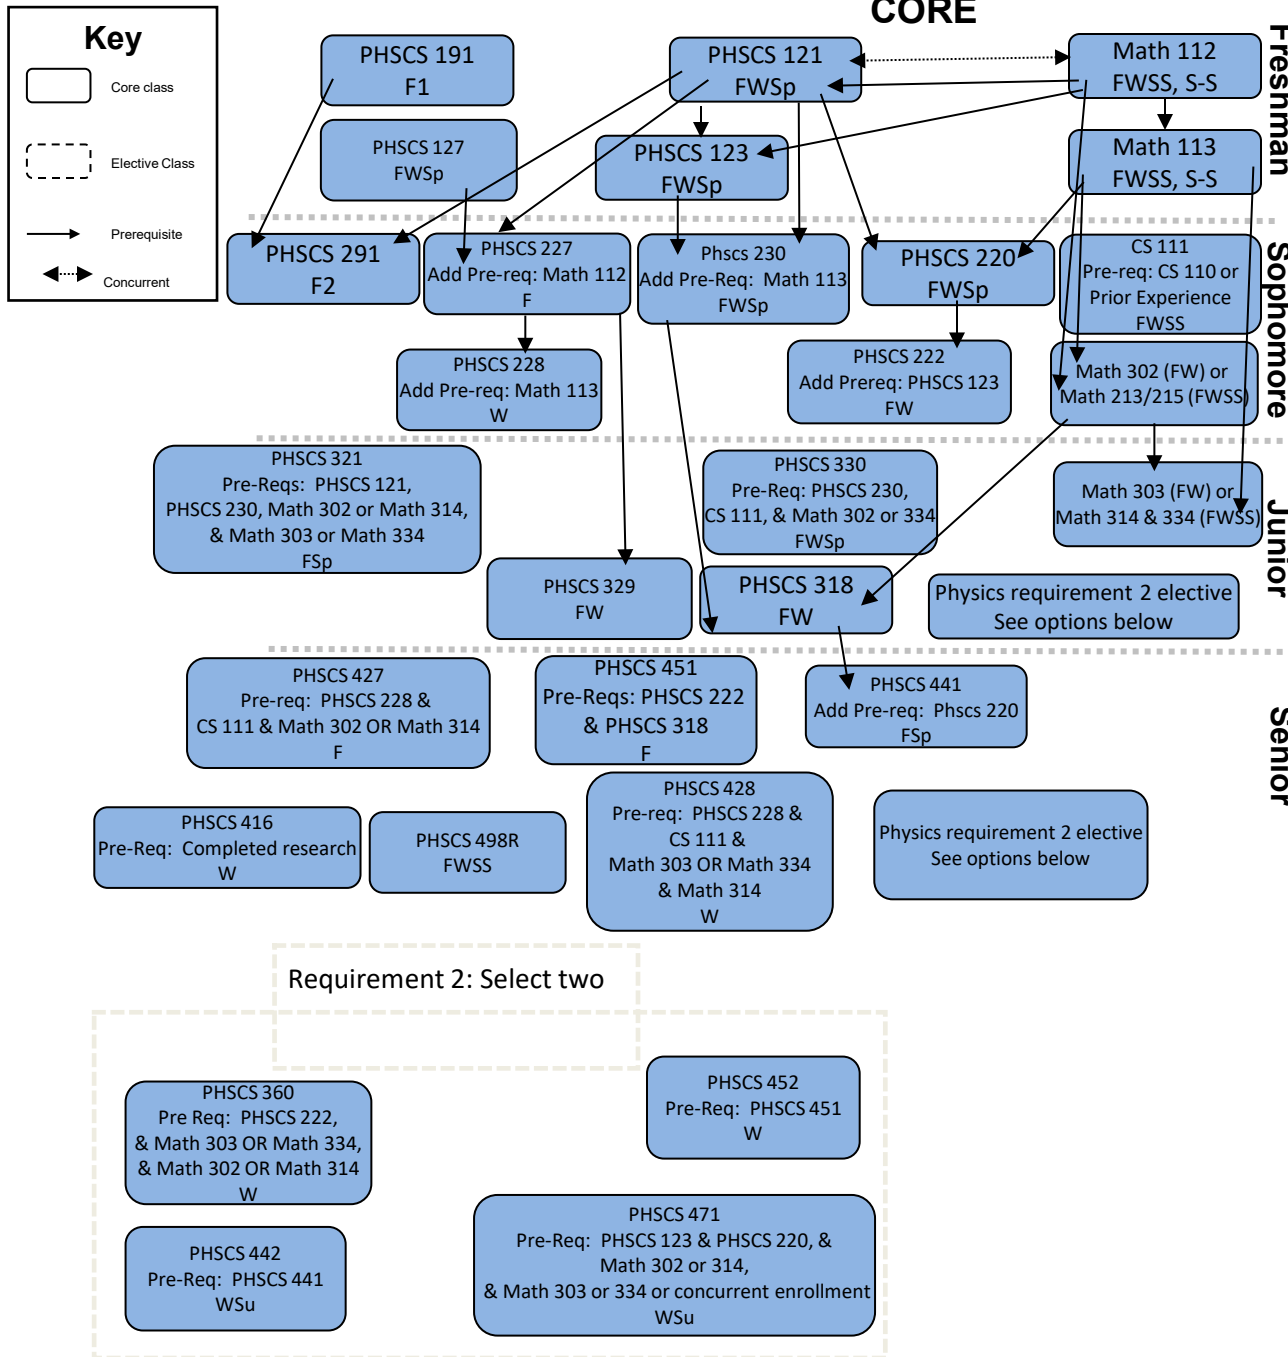 CORE
Key
Core class
Elective Class
Prerequisite
Concurrent
Freshman
PHSCS 191
F1
PHSCS 121
FWSp
Math 112
FWSS, S-S
PHSCS 127
FWSp
PHSCS 123
FWSp
Math 113
FWSS, S-S
Sophomore
PHSCS 291
F2
PHSCS 227
Add Pre-req: Math 112
F
Phscs 230
Add Pre-Req: Math 113
FWSp
PHSCS 220
FWSp
CS 111
Pre-req: CS 110 or
Prior Experience
FWSS
PHSCS 228
Add Pre-req: Math 113
W
PHSCS 222
Add Prereq: PHSCS 123
FW
Math 302 (FW) or
Math 213/215 (FWSS)
Junior
PHSCS 321
Pre-Reqs: PHSCS 121,
PHSCS 230, Math 302 or Math 314,
& Math 303 or Math 334
FSp
PHSCS 330
Pre-Req: PHSCS 230,
CS 111, & Math 302 or 334
FWSp
Math 303 (FW) or
Math 314 & 334 (FWSS)
PHSCS 329
FW
PHSCS 318
FW
Physics requirement 2 elective
See options below
Senior
PHSCS 427
Pre-req: PHSCS 228 &
CS 111 & Math 302 OR Math 314
F
PHSCS 451
Pre-Reqs: PHSCS 222
& PHSCS 318
F
PHSCS 441
Add Pre-req: Phscs 220
FSp
PHSCS 416
Pre-Req: Completed research
W
PHSCS 498R
FWSS
PHSCS 428
Pre-req: PHSCS 228 &
CS 111 &
Math 303 OR Math 334
& Math 314
W
Physics requirement 2 elective
See options below
Requirement 2: Select two
PHSCS 360
Pre Req: PHSCS 222,
& Math 303 OR Math 334,
& Math 302 OR Math 314
W
PHSCS 452
Pre-Req: PHSCS 451
W
PHSCS 442
Pre-Req: PHSCS 441
WSu
PHSCS 471
Pre-Req: PHSCS 123 & PHSCS 220, &
Math 302 or 314,
& Math 303 or 334 or concurrent enrollment
WSu